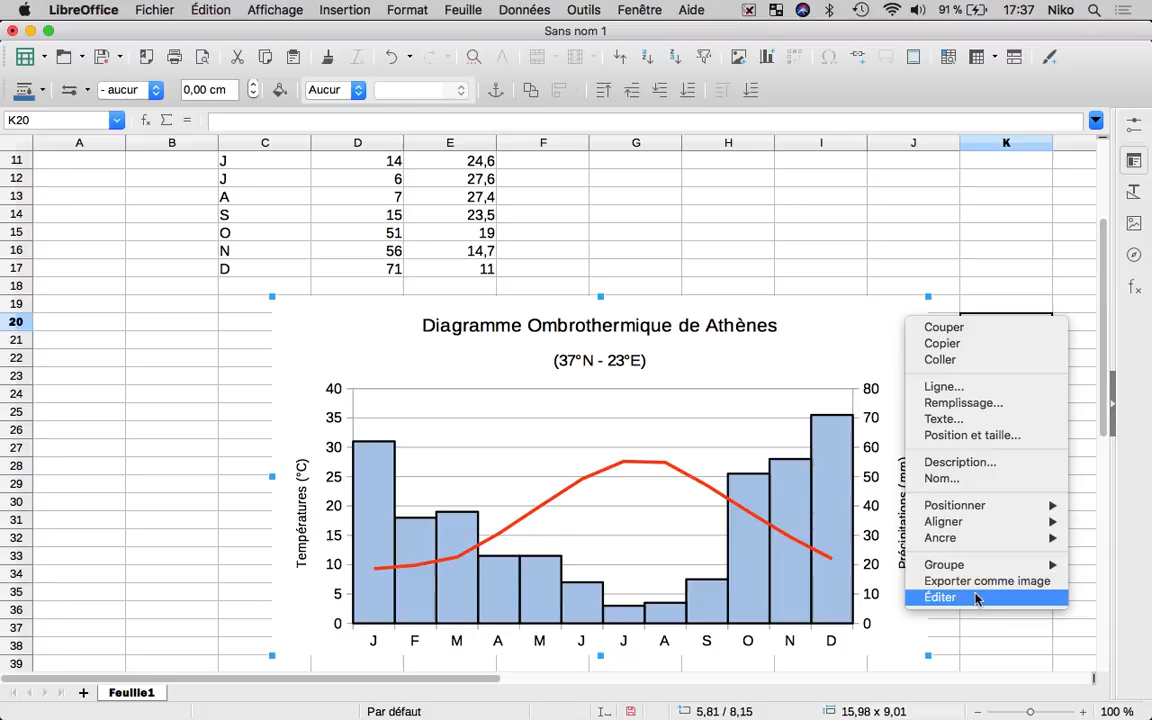 LibreOffice Fichier Édition Affichage Insertion Format Feuille Données Outils Fenêtre Aide 91 % 17:37 Niko
Sans nom 1
- aucur 0,00 cm Aucur
K20
A B C D E F G H I J K
11 J 14 24,6
12 J 6 27,6
13 A 7 27,4
14 S 15 23,5
15 O 51 19
16 N 56 14,7
17 D 71 11
18
19
20
21
22
23
24
25
26
27
28
29
30
31
32
33
34
35
36
37
38
39
Diagramme Ombrothermique de Athènes
(37°N - 23°E)
40 80
35 70
30 60
25 50
20 40
15 30
10 20
5 10
0 0
J F M A M J J A S O N D
Températures (°C)
Précipitations (mm)
Couper
Copier
Coller
Ligne...
Remplissage...
Texte...
Position et taille...
Description...
Nom...
Positionner
Aligner
Ancre
Groupe
Exporter comme image
Éditer
Feuille1
Par défaut 5,81 / 8,15 15,98 x 9,01 100 %